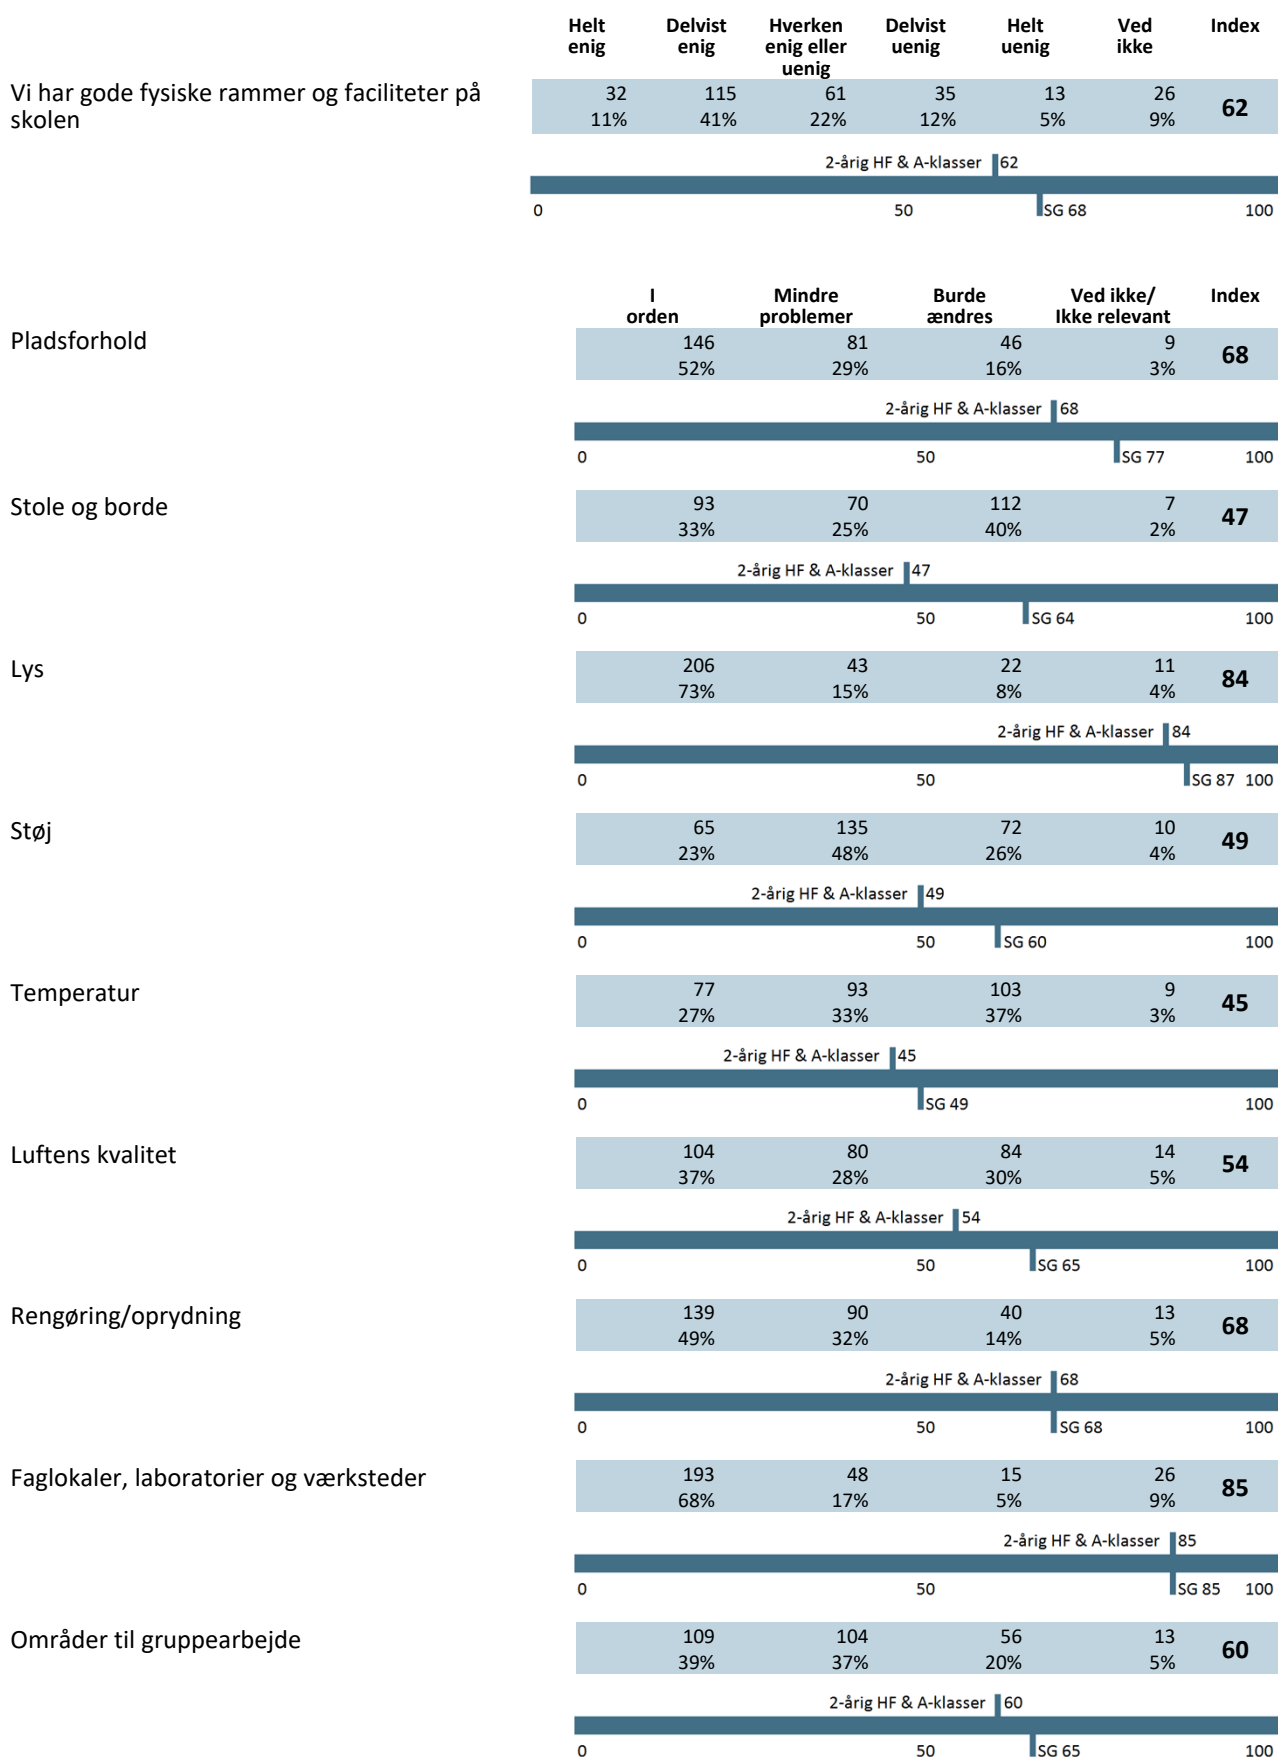 Helt enig Delvist enig Hverken enig eller uenig Delvist uenig Helt uenig Ved ikke Index
Vi har gode fysiske rammer og faciliteter på skolen
32 115 61 35 13 26 62
11% 41% 22% 12% 5% 9%
2-årig HF & A-klasser 62
0 50 SG 68 100
I orden Mindre problemer Burde ændres Ved ikke/ Ikke relevant Index
Pladsforhold
146 81 46 9 68
52% 29% 16% 3%
2-årig HF & A-klasser 68
0 50 SG 77 100
Stole og borde
93 70 112 7 47
33% 25% 40% 2%
2-årig HF & A-klasser 47
0 50 SG 64 100
Lys
206 43 22 11 84
73% 15% 8% 4%
2-årig HF & A-klasser 84
0 50 SG 87 100
Støj
65 135 72 10 49
23% 48% 26% 4%
2-årig HF & A-klasser 49
0 50 SG 60 100
Temperatur
77 93 103 9 45
27% 33% 37% 3%
2-årig HF & A-klasser 45
0 SG 49 100
Luftens kvalitet
104 80 84 14 54
37% 28% 30% 5%
2-årig HF & A-klasser 54
0 50 SG 65 100
Rengøring/oprydning
139 90 40 13 68
49% 32% 14% 5%
2-årig HF & A-klasser 68
0 50 SG 68 100
Faglokaler, laboratorier og værksteder
193 48 15 26 85
68% 17% 5% 9%
2-årig HF & A-klasser 85
0 50 SG 85 100
Områder til gruppearbejde
109 104 56 13 60
39% 37% 20% 5%
2-årig HF & A-klasser 60
0 50 SG 65 100